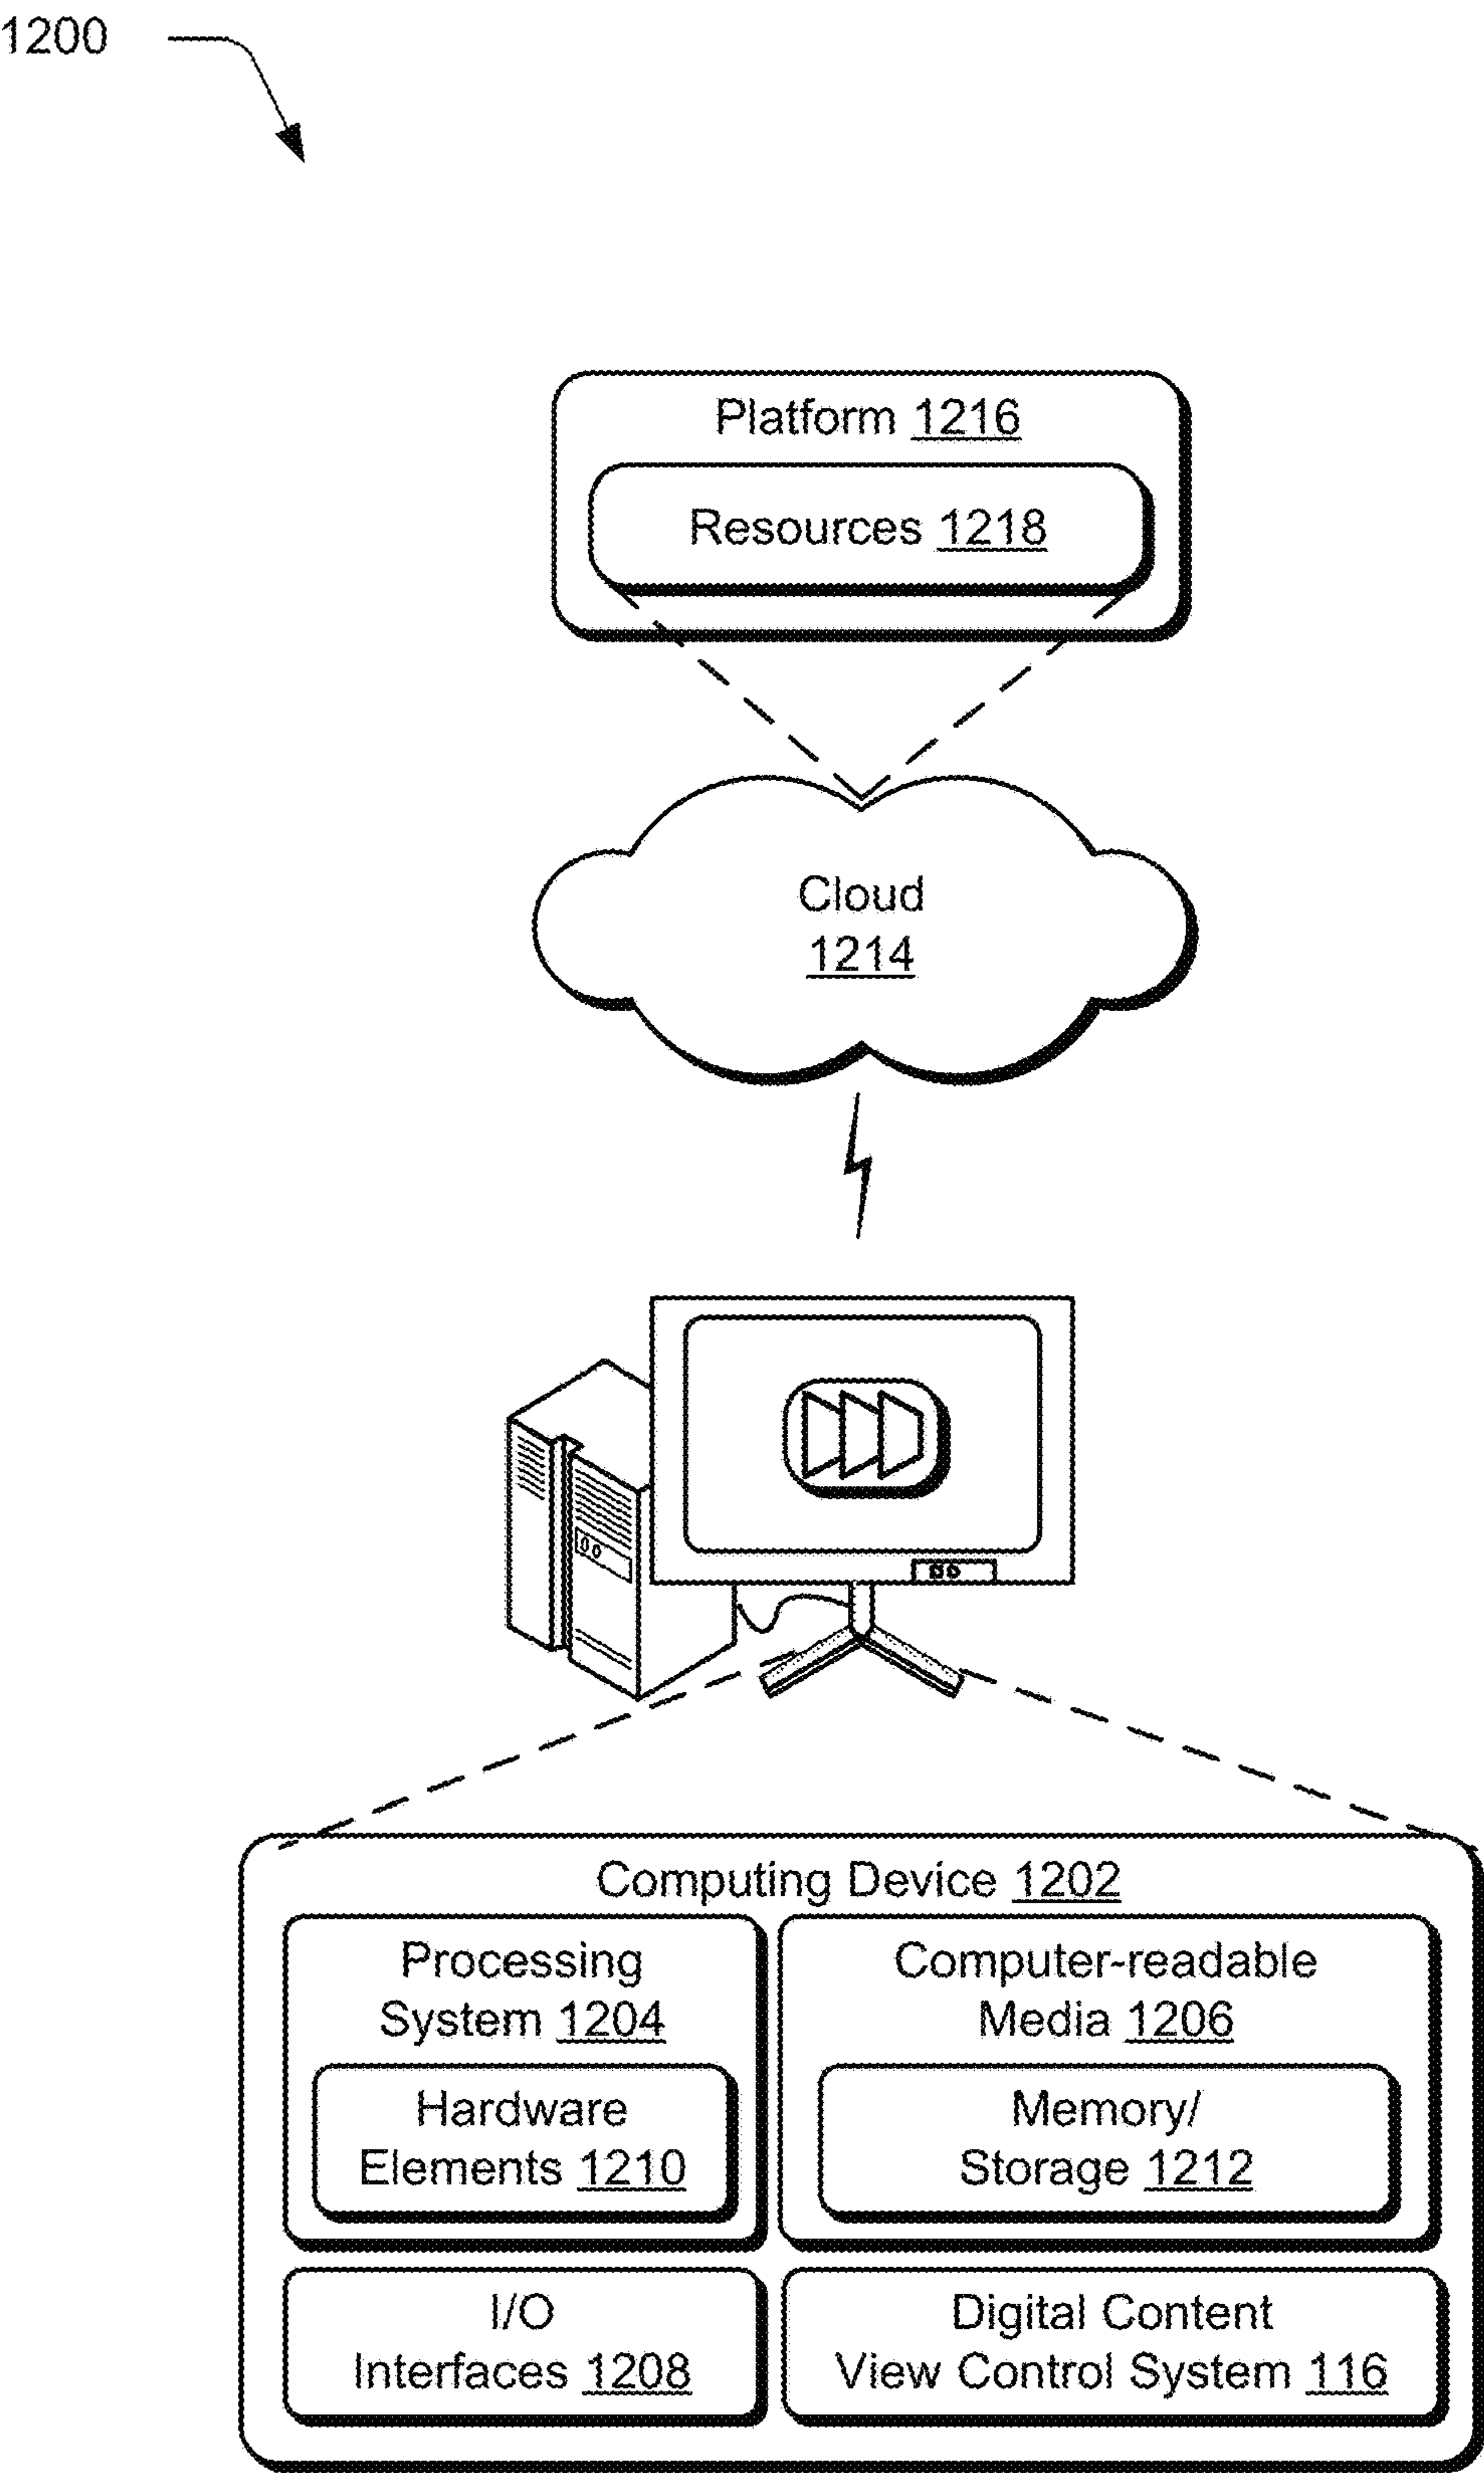 1200
Platform 1216
Resources 1218
Cloud
1214
Computing Device 1202
Processing
System 1204
Hardware
Elements 1210
Computer-readable
Media 1206
Memory/
Storage 1212
I/O
Interfaces 1208
Digital Content
View Control System 116